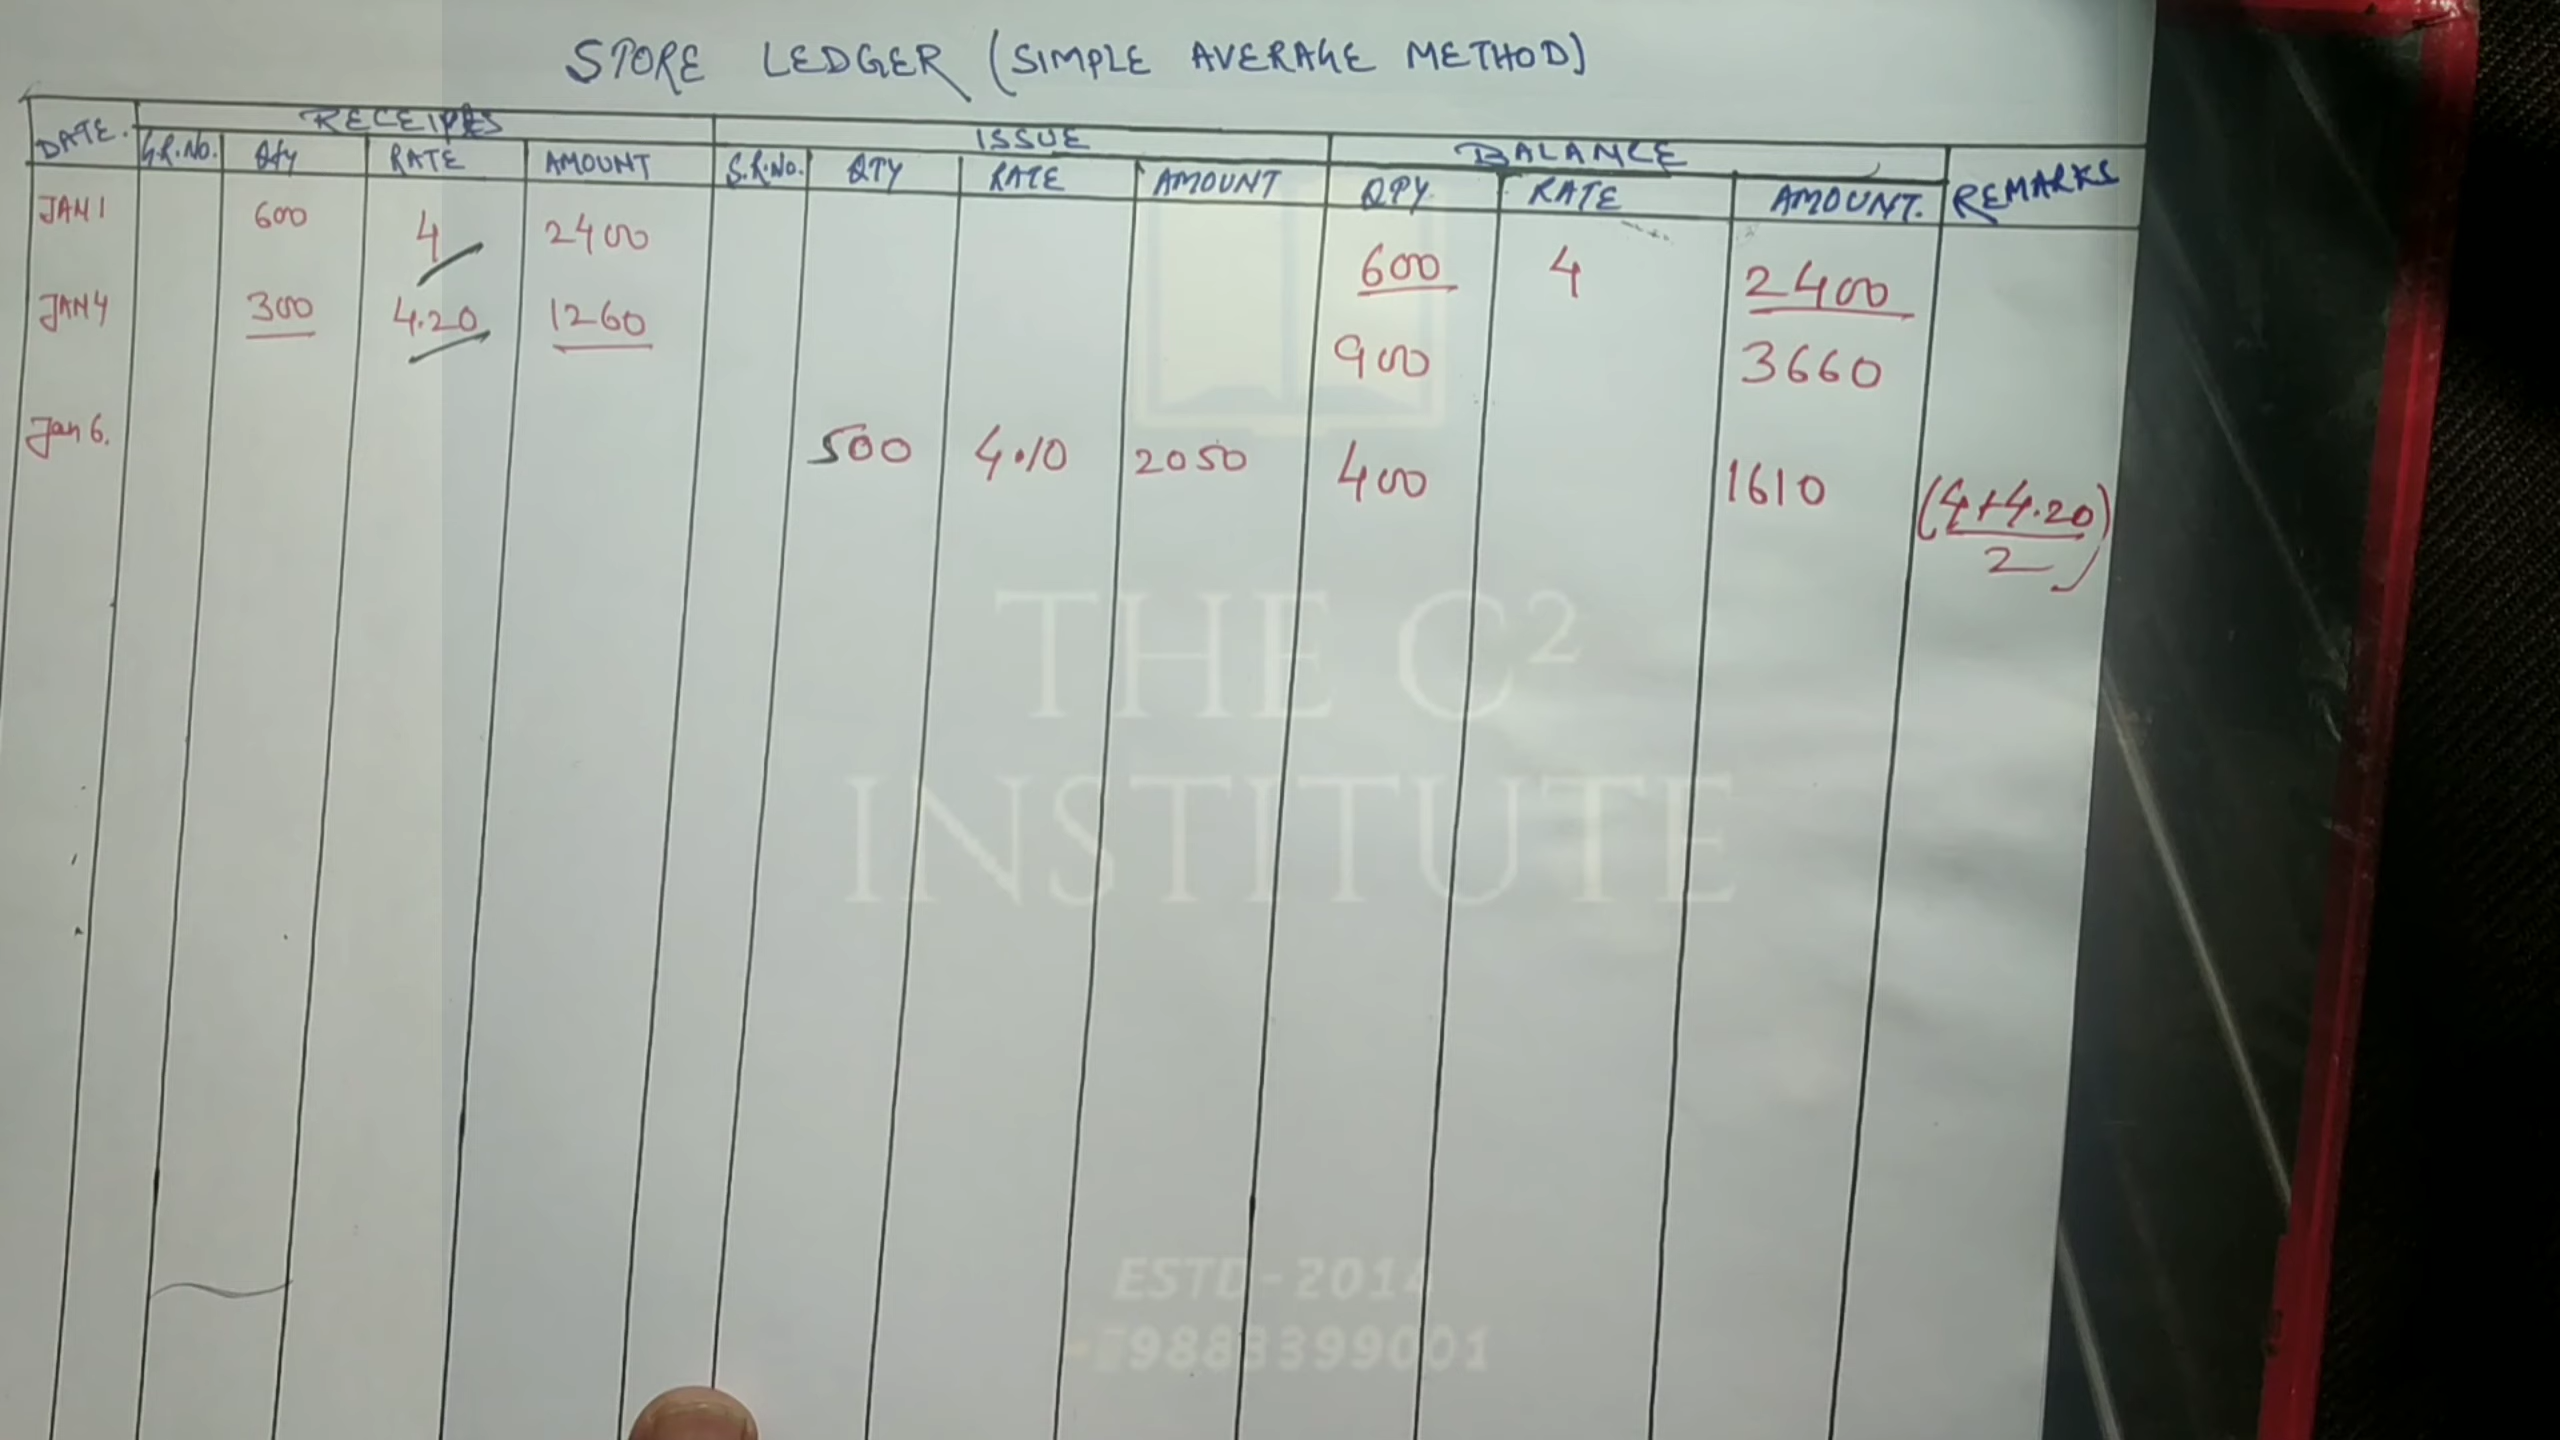 STORE LEDGER (SIMPLE AVERAGE METHOD)
DATE. RECEIPTS ISSUE BALANCE REMARKS
G.R.No. Qty RATE AMOUNT S.R.No. QTY RATE AMOUNT QTY. RATE AMOUNT.
JAN 1 600 4 2400 600 4 2400
JAN 4 300 4.20 1260 900 3660
Jan 6. 500 4.10 2050 400 1610 (4+4.20)
2
THE C²
INSTITUTE
ESTD-2014
9883399001